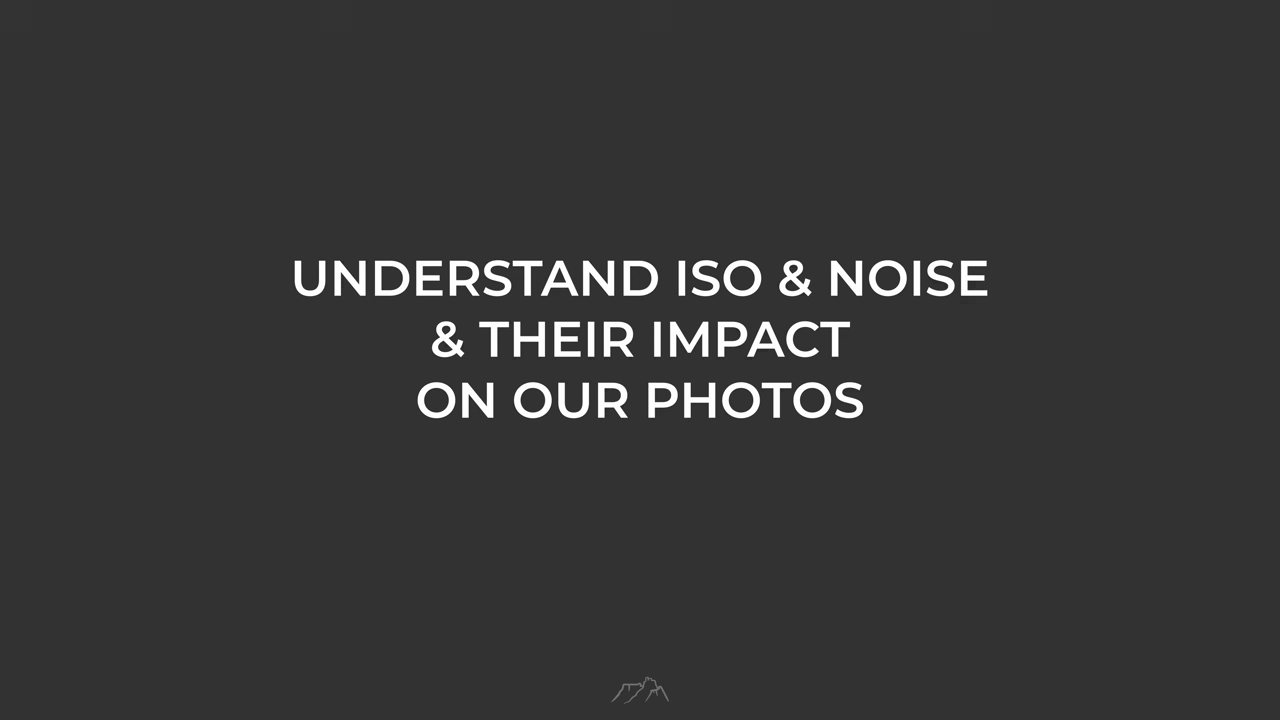 UNDERSTAND ISO & NOISE
& THEIR IMPACT
ON OUR PHOTOS